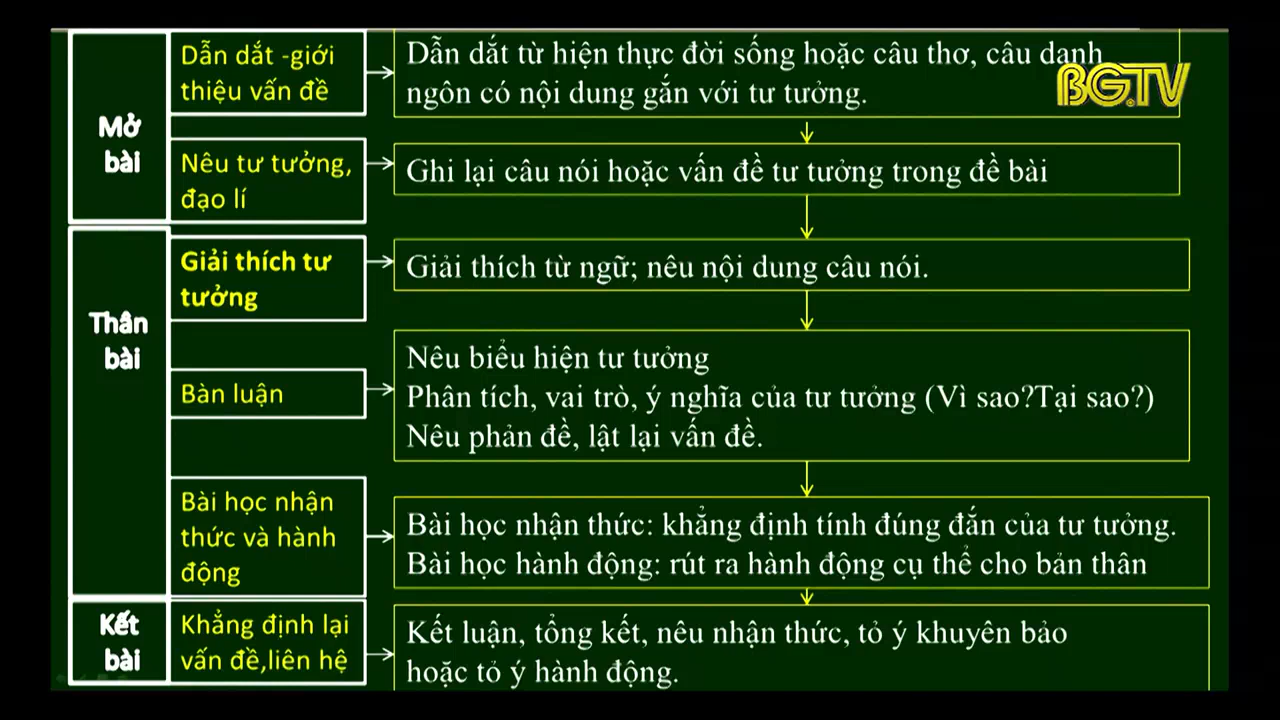 Mở
bài
Dẫn dắt -giới
thiệu vấn đề
Dẫn dắt từ hiện thực đời sống hoặc câu thơ, câu danh
ngôn có nội dung gắn với tư tưởng.
BG.TV
Nêu tư tưởng,
đạo lí
Ghi lại câu nói hoặc vấn đề tư tưởng trong đề bài
Thân
bài
Giải thích tư
tưởng
Giải thích từ ngữ; nêu nội dung câu nói.
Bàn luận
Nêu biểu hiện tư tưởng
Phân tích, vai trò, ý nghĩa của tư tưởng (Vì sao?Tại sao?)
Nêu phản đề, lật lại vấn đề.
Bài học nhận
thức và hành
động
Bài học nhận thức: khẳng định tính đúng đắn của tư tưởng.
Bài học hành động: rút ra hành động cụ thể cho bản thân
Kết
bài
Khẳng định lại
vấn đề,liên hệ
Kết luận, tổng kết, nêu nhận thức, tỏ ý khuyên bảo
hoặc tỏ ý hành động.